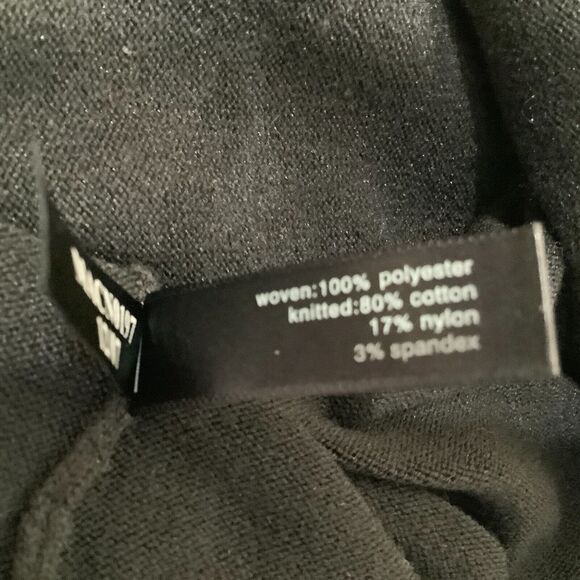 woven:100% polyester
knitted:80% cotton
17% nylon
3% spandex